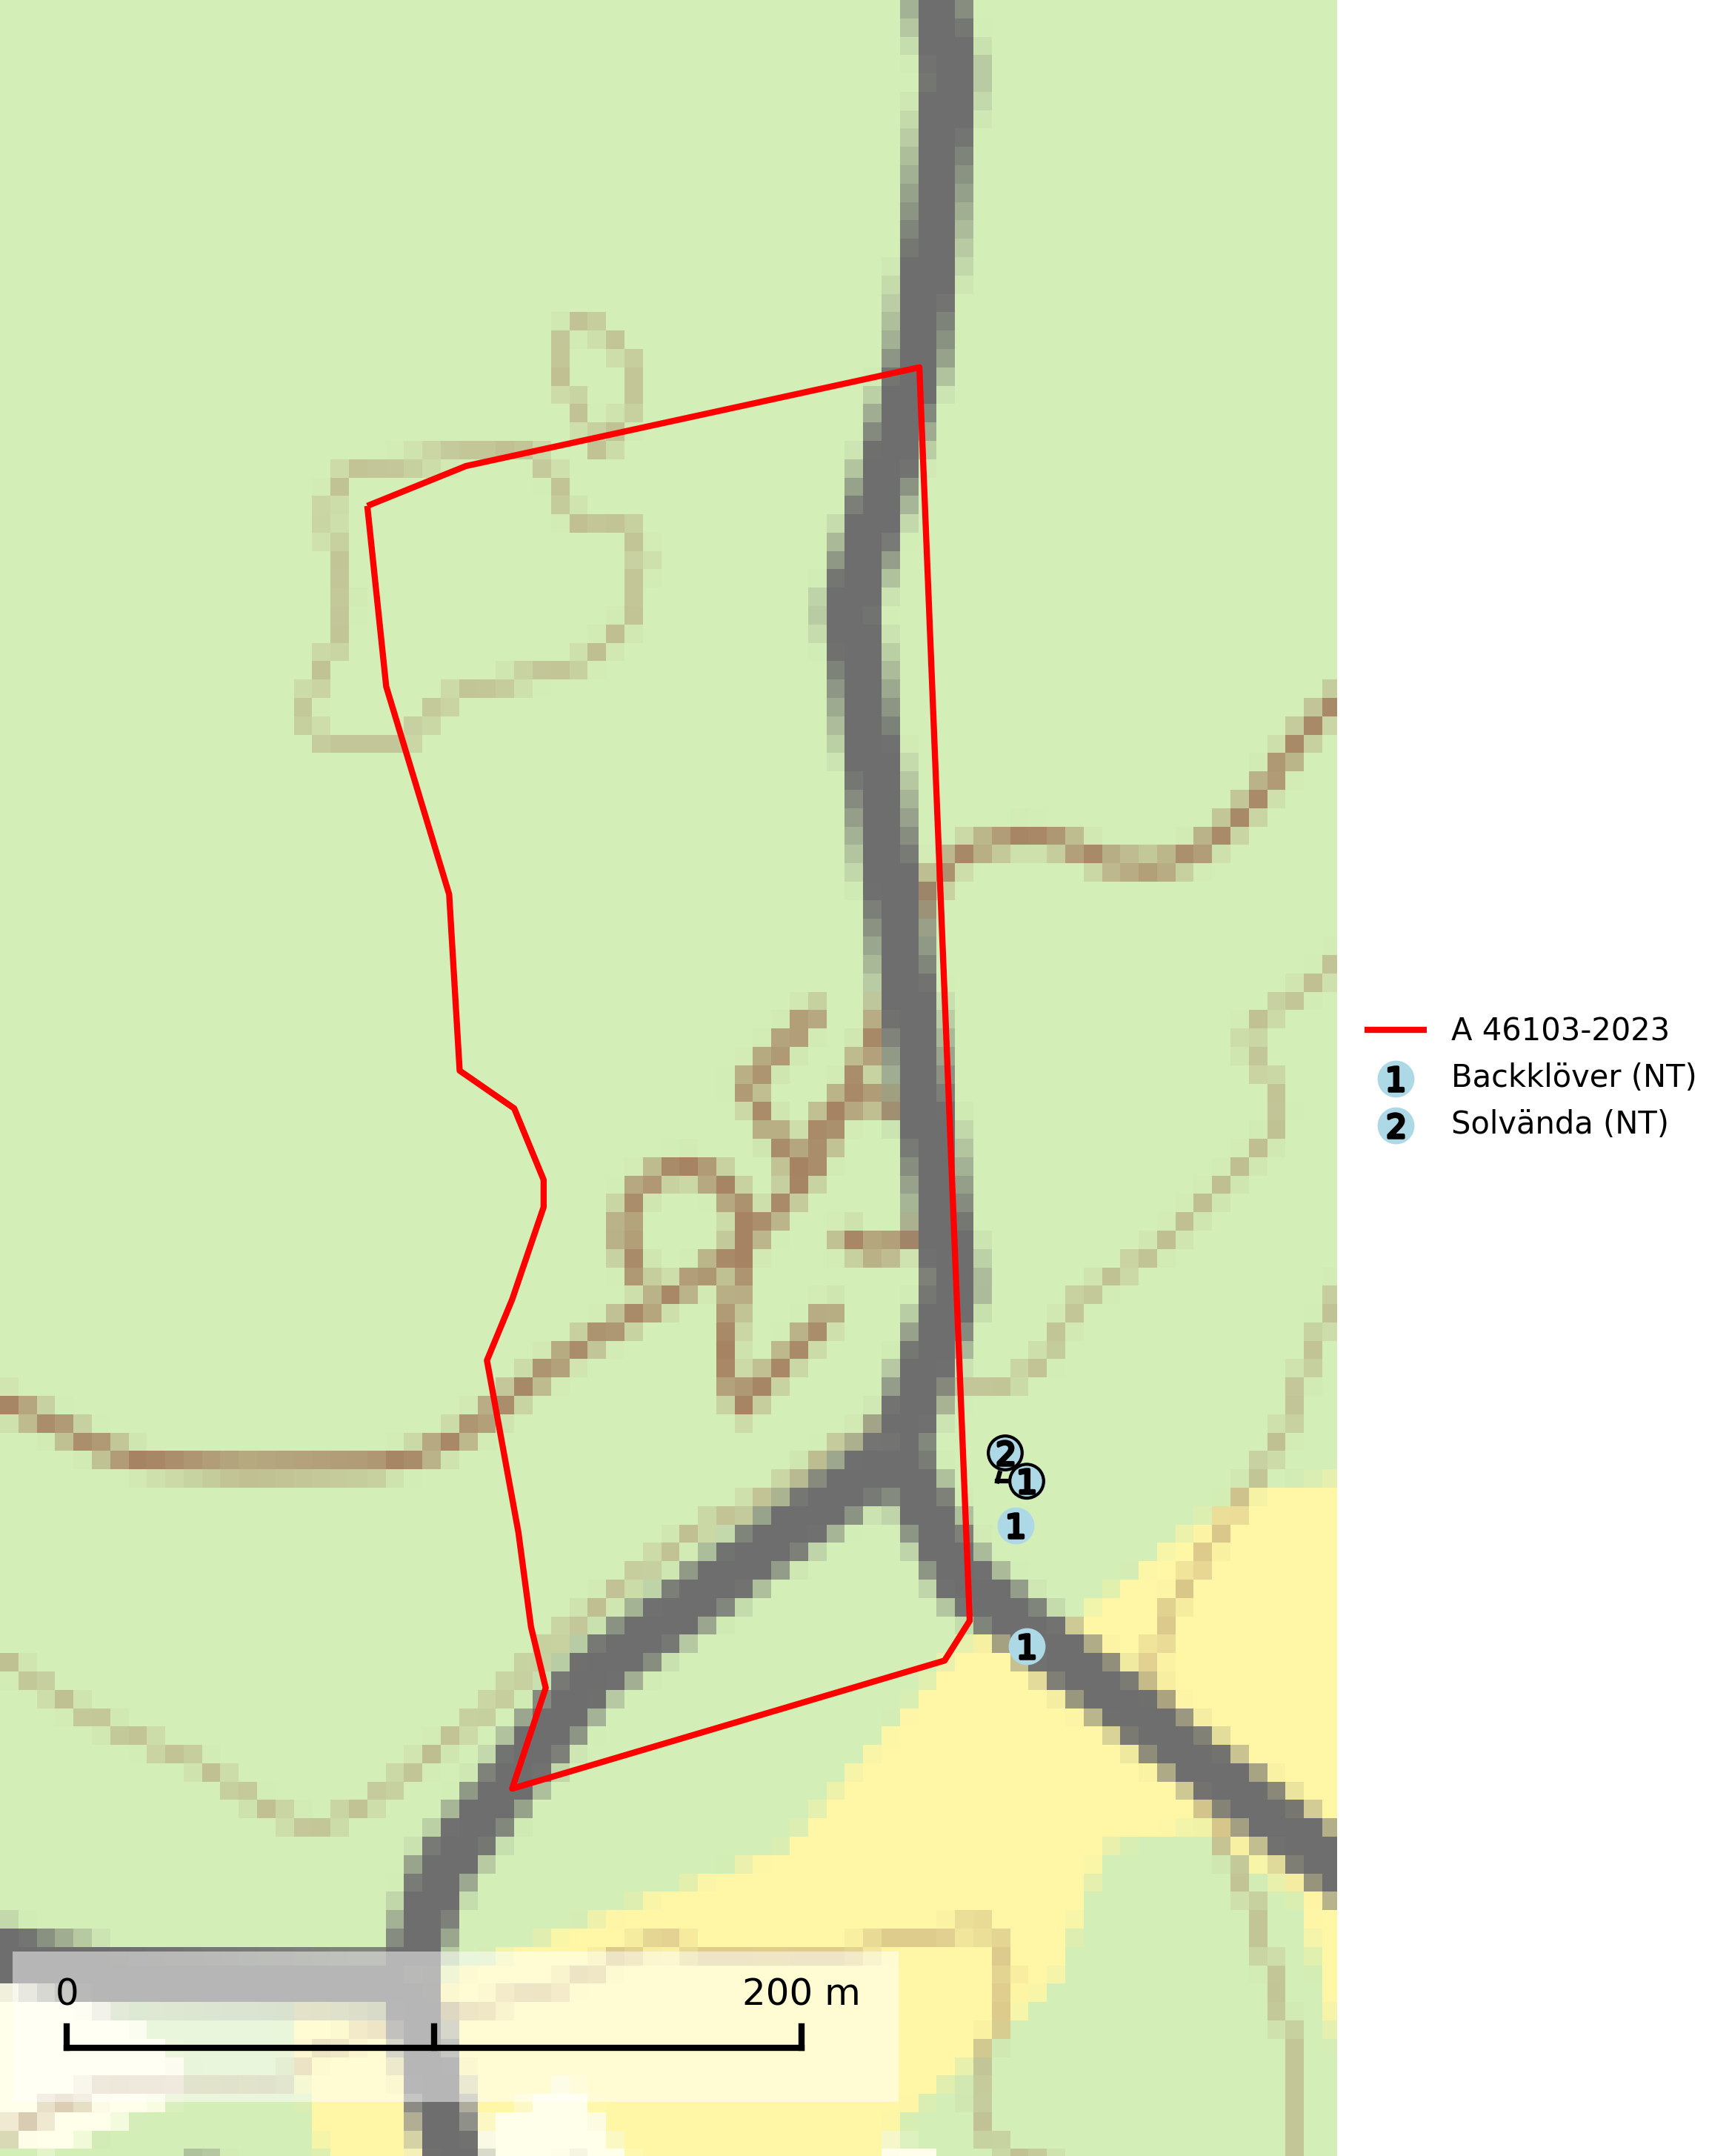 A 46103-2023
1 Backklöver (NT)
2 Solvända (NT)
2
1
1
1
0 200 m